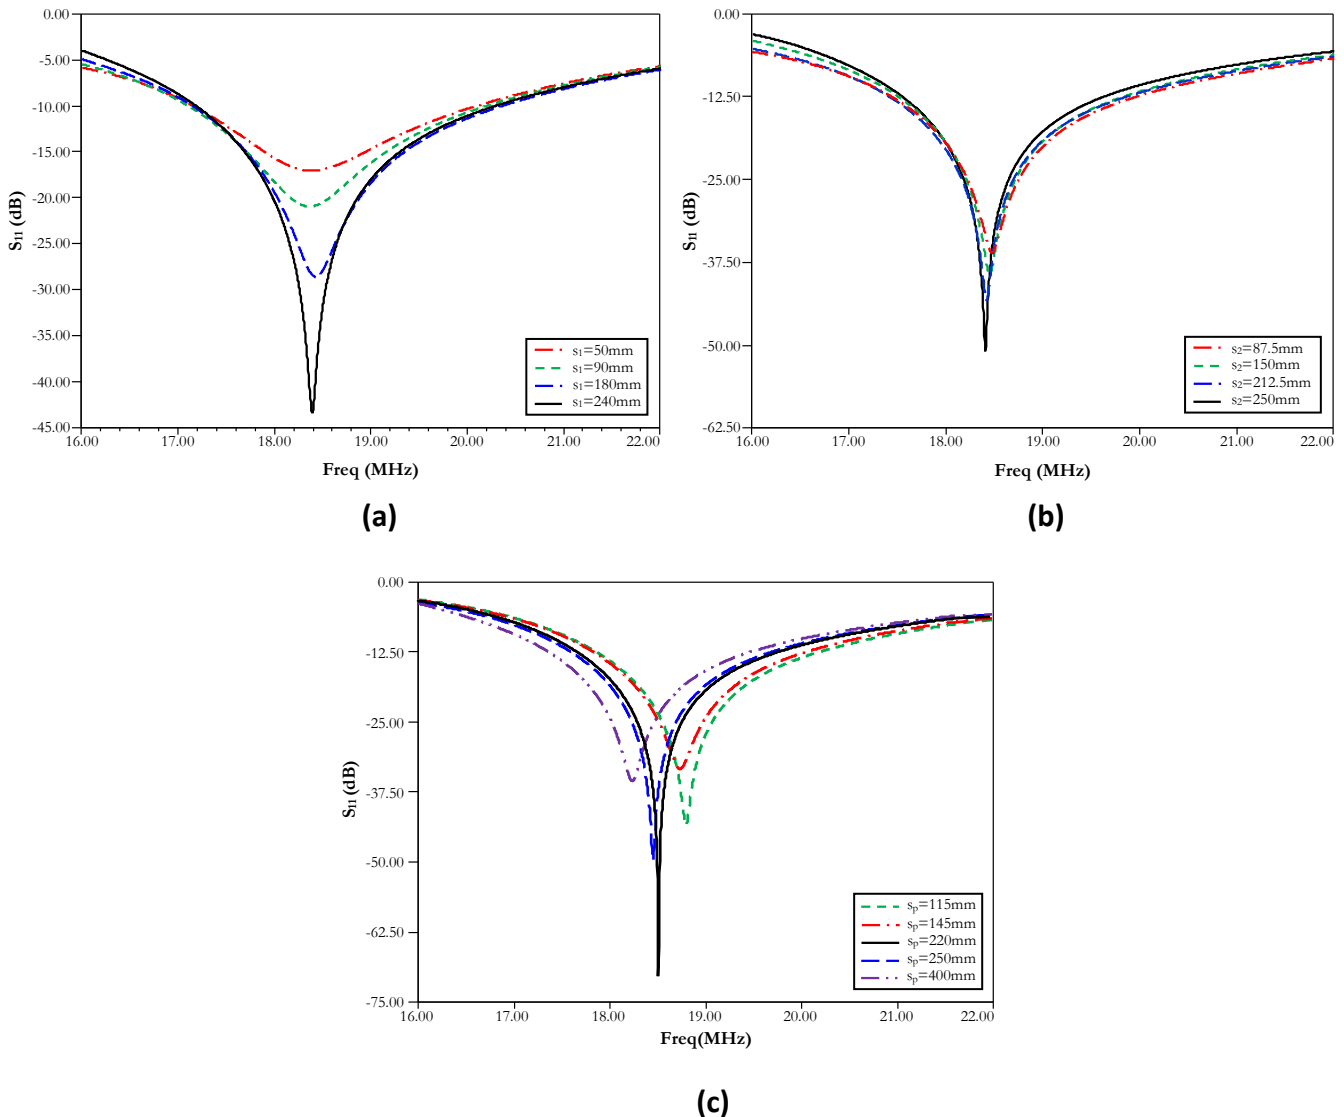 0.00
-5.00
-10.00
-15.00
-20.00
-25.00
-30.00
-35.00
-40.00
-45.00
S11 (dB)
16.00 17.00 18.00 19.00 20.00 21.00 22.00
Freq (MHz)
s1=50mm
s1=90mm
s1=180mm
s1=240mm
(a)
0.00
-12.50
-25.00
-37.50
-50.00
-62.50
S11 (dB)
16.00 17.00 18.00 19.00 20.00 21.00 22.00
Freq (MHz)
s2=87.5mm
s2=150mm
s2=212.5mm
s2=250mm
(b)
0.00
-12.50
-25.00
-37.50
-50.00
-62.50
-75.00
S11 (dB)
16.00 17.00 18.00 19.00 20.00 21.00 22.00
Freq(MHz)
sp=115mm
sp=145mm
sp=220mm
sp=250mm
sp=400mm
(c)